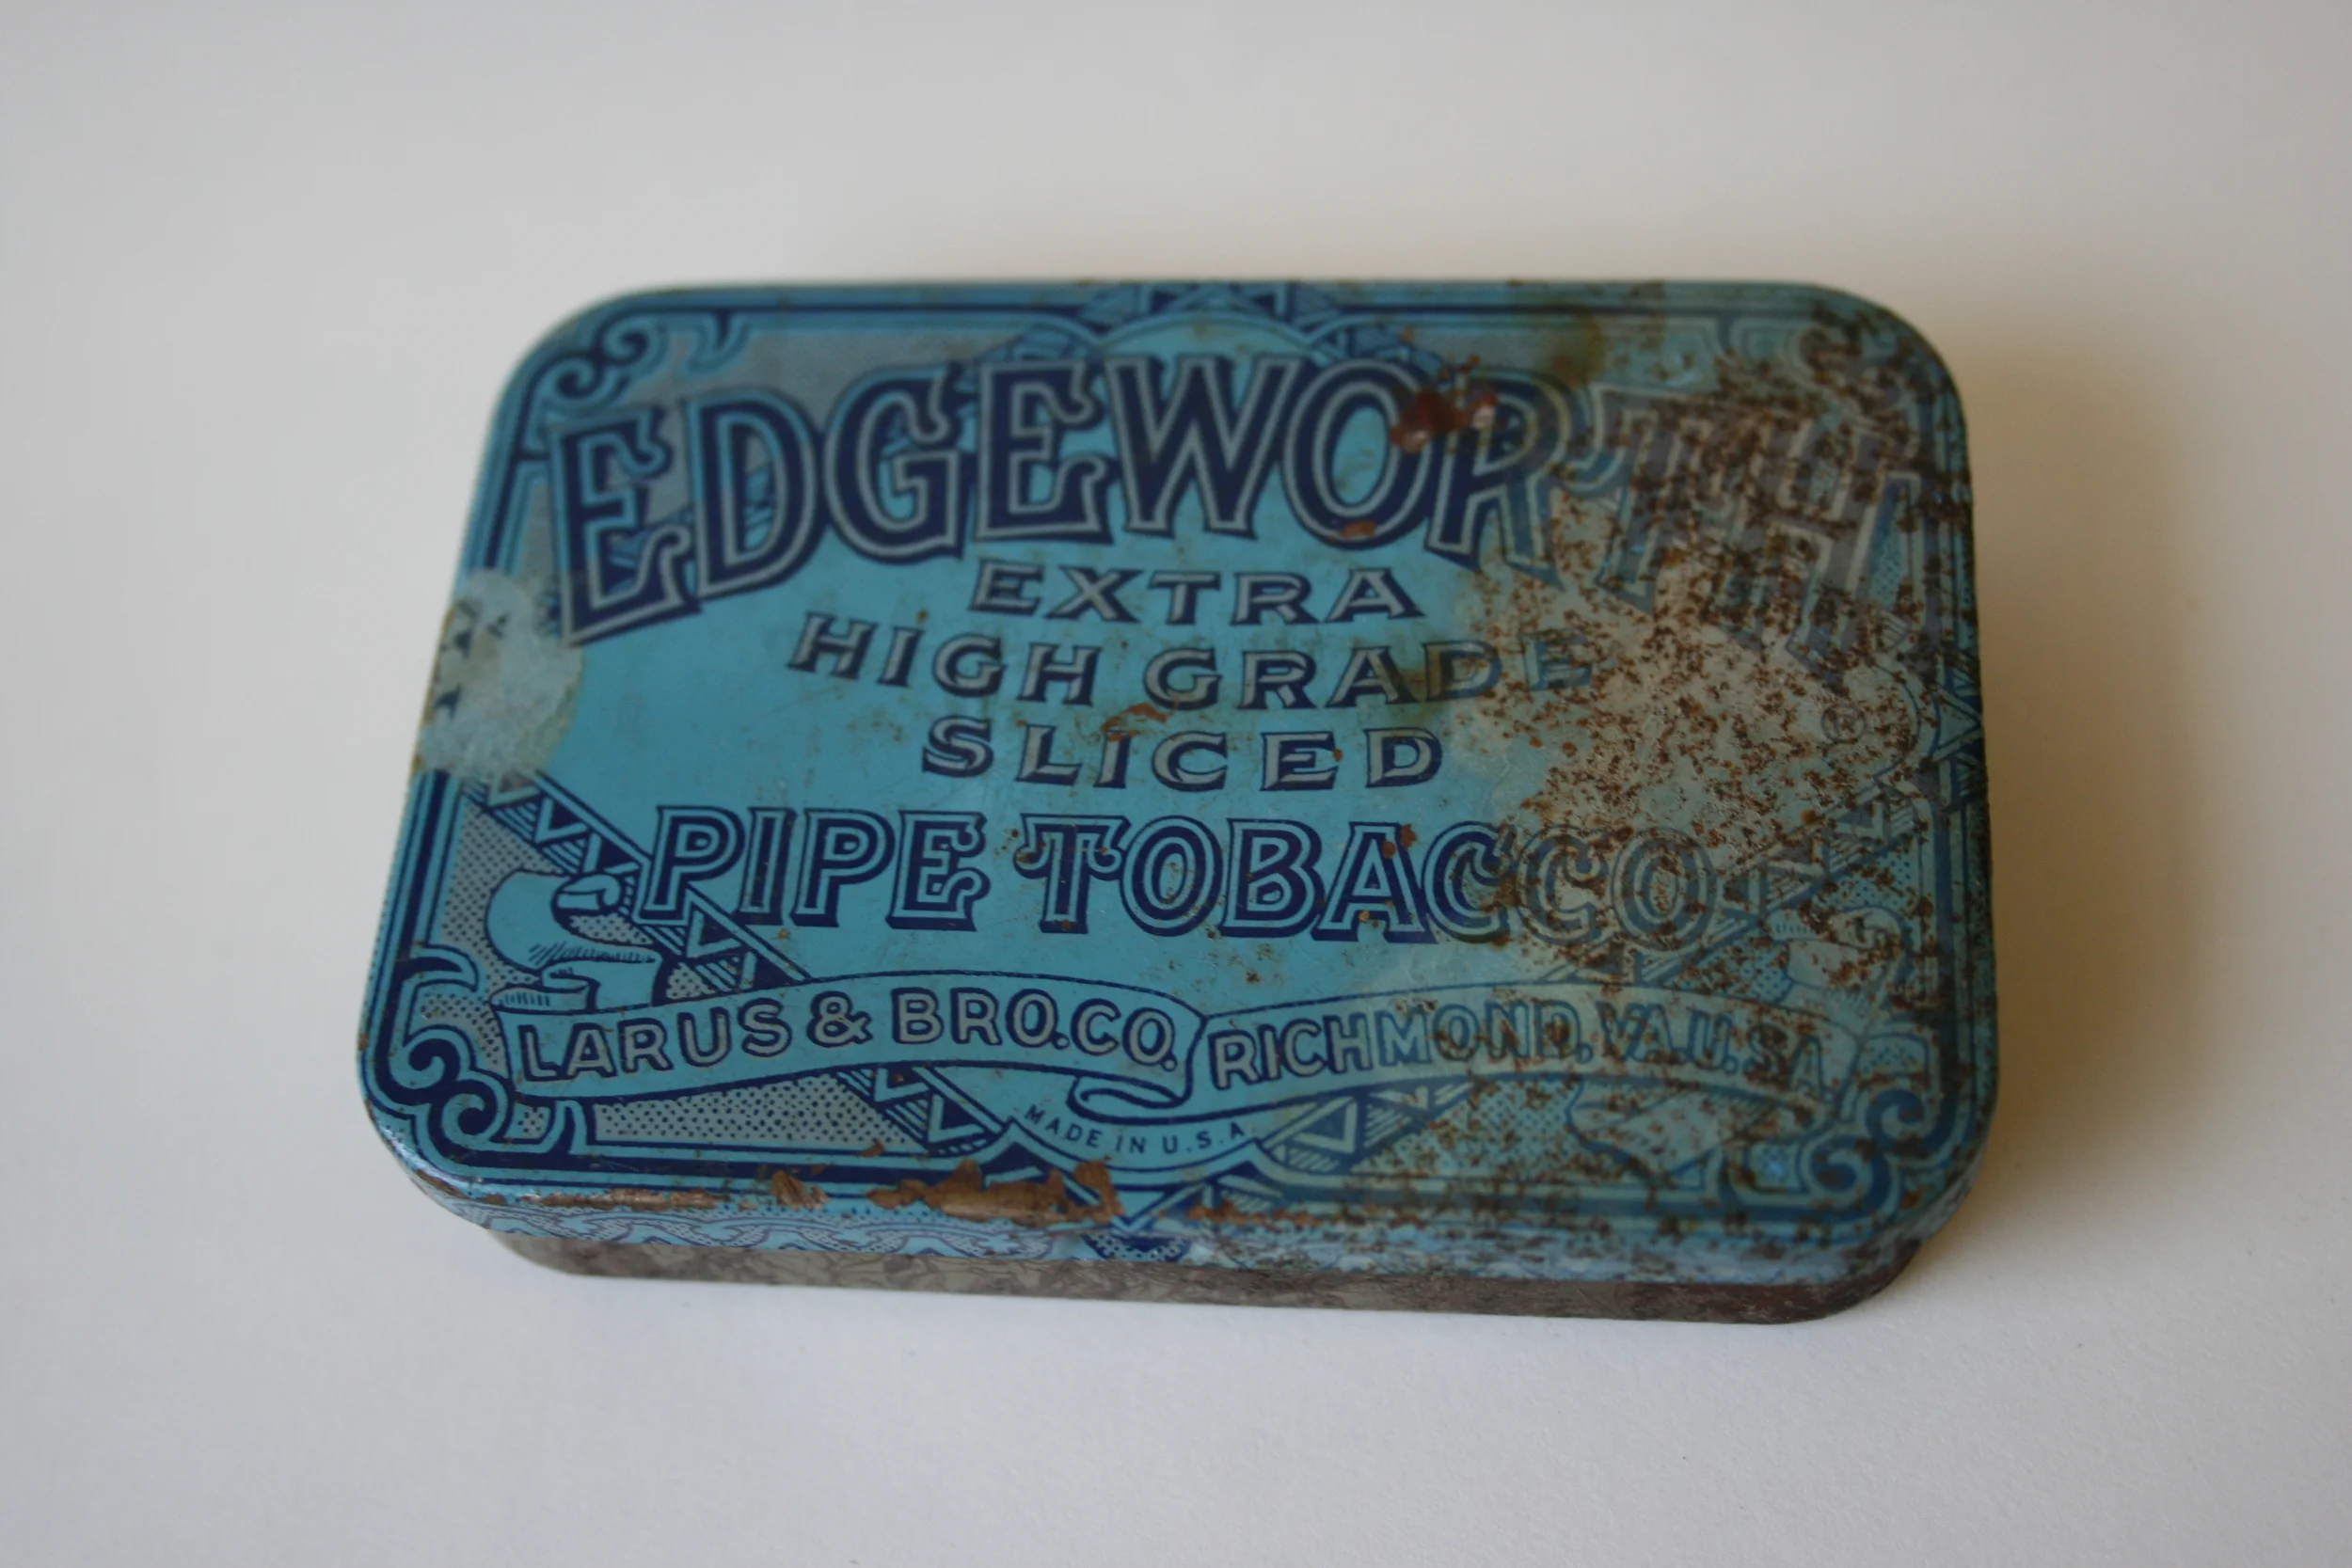 EDGEWORTH
EXTRA
HIGH GRADE
SLICED
®
PIPE TOBACCO
LARUS & BRO. CO. RICHMOND, VA. U.S.A.
MADE IN U.S.A.